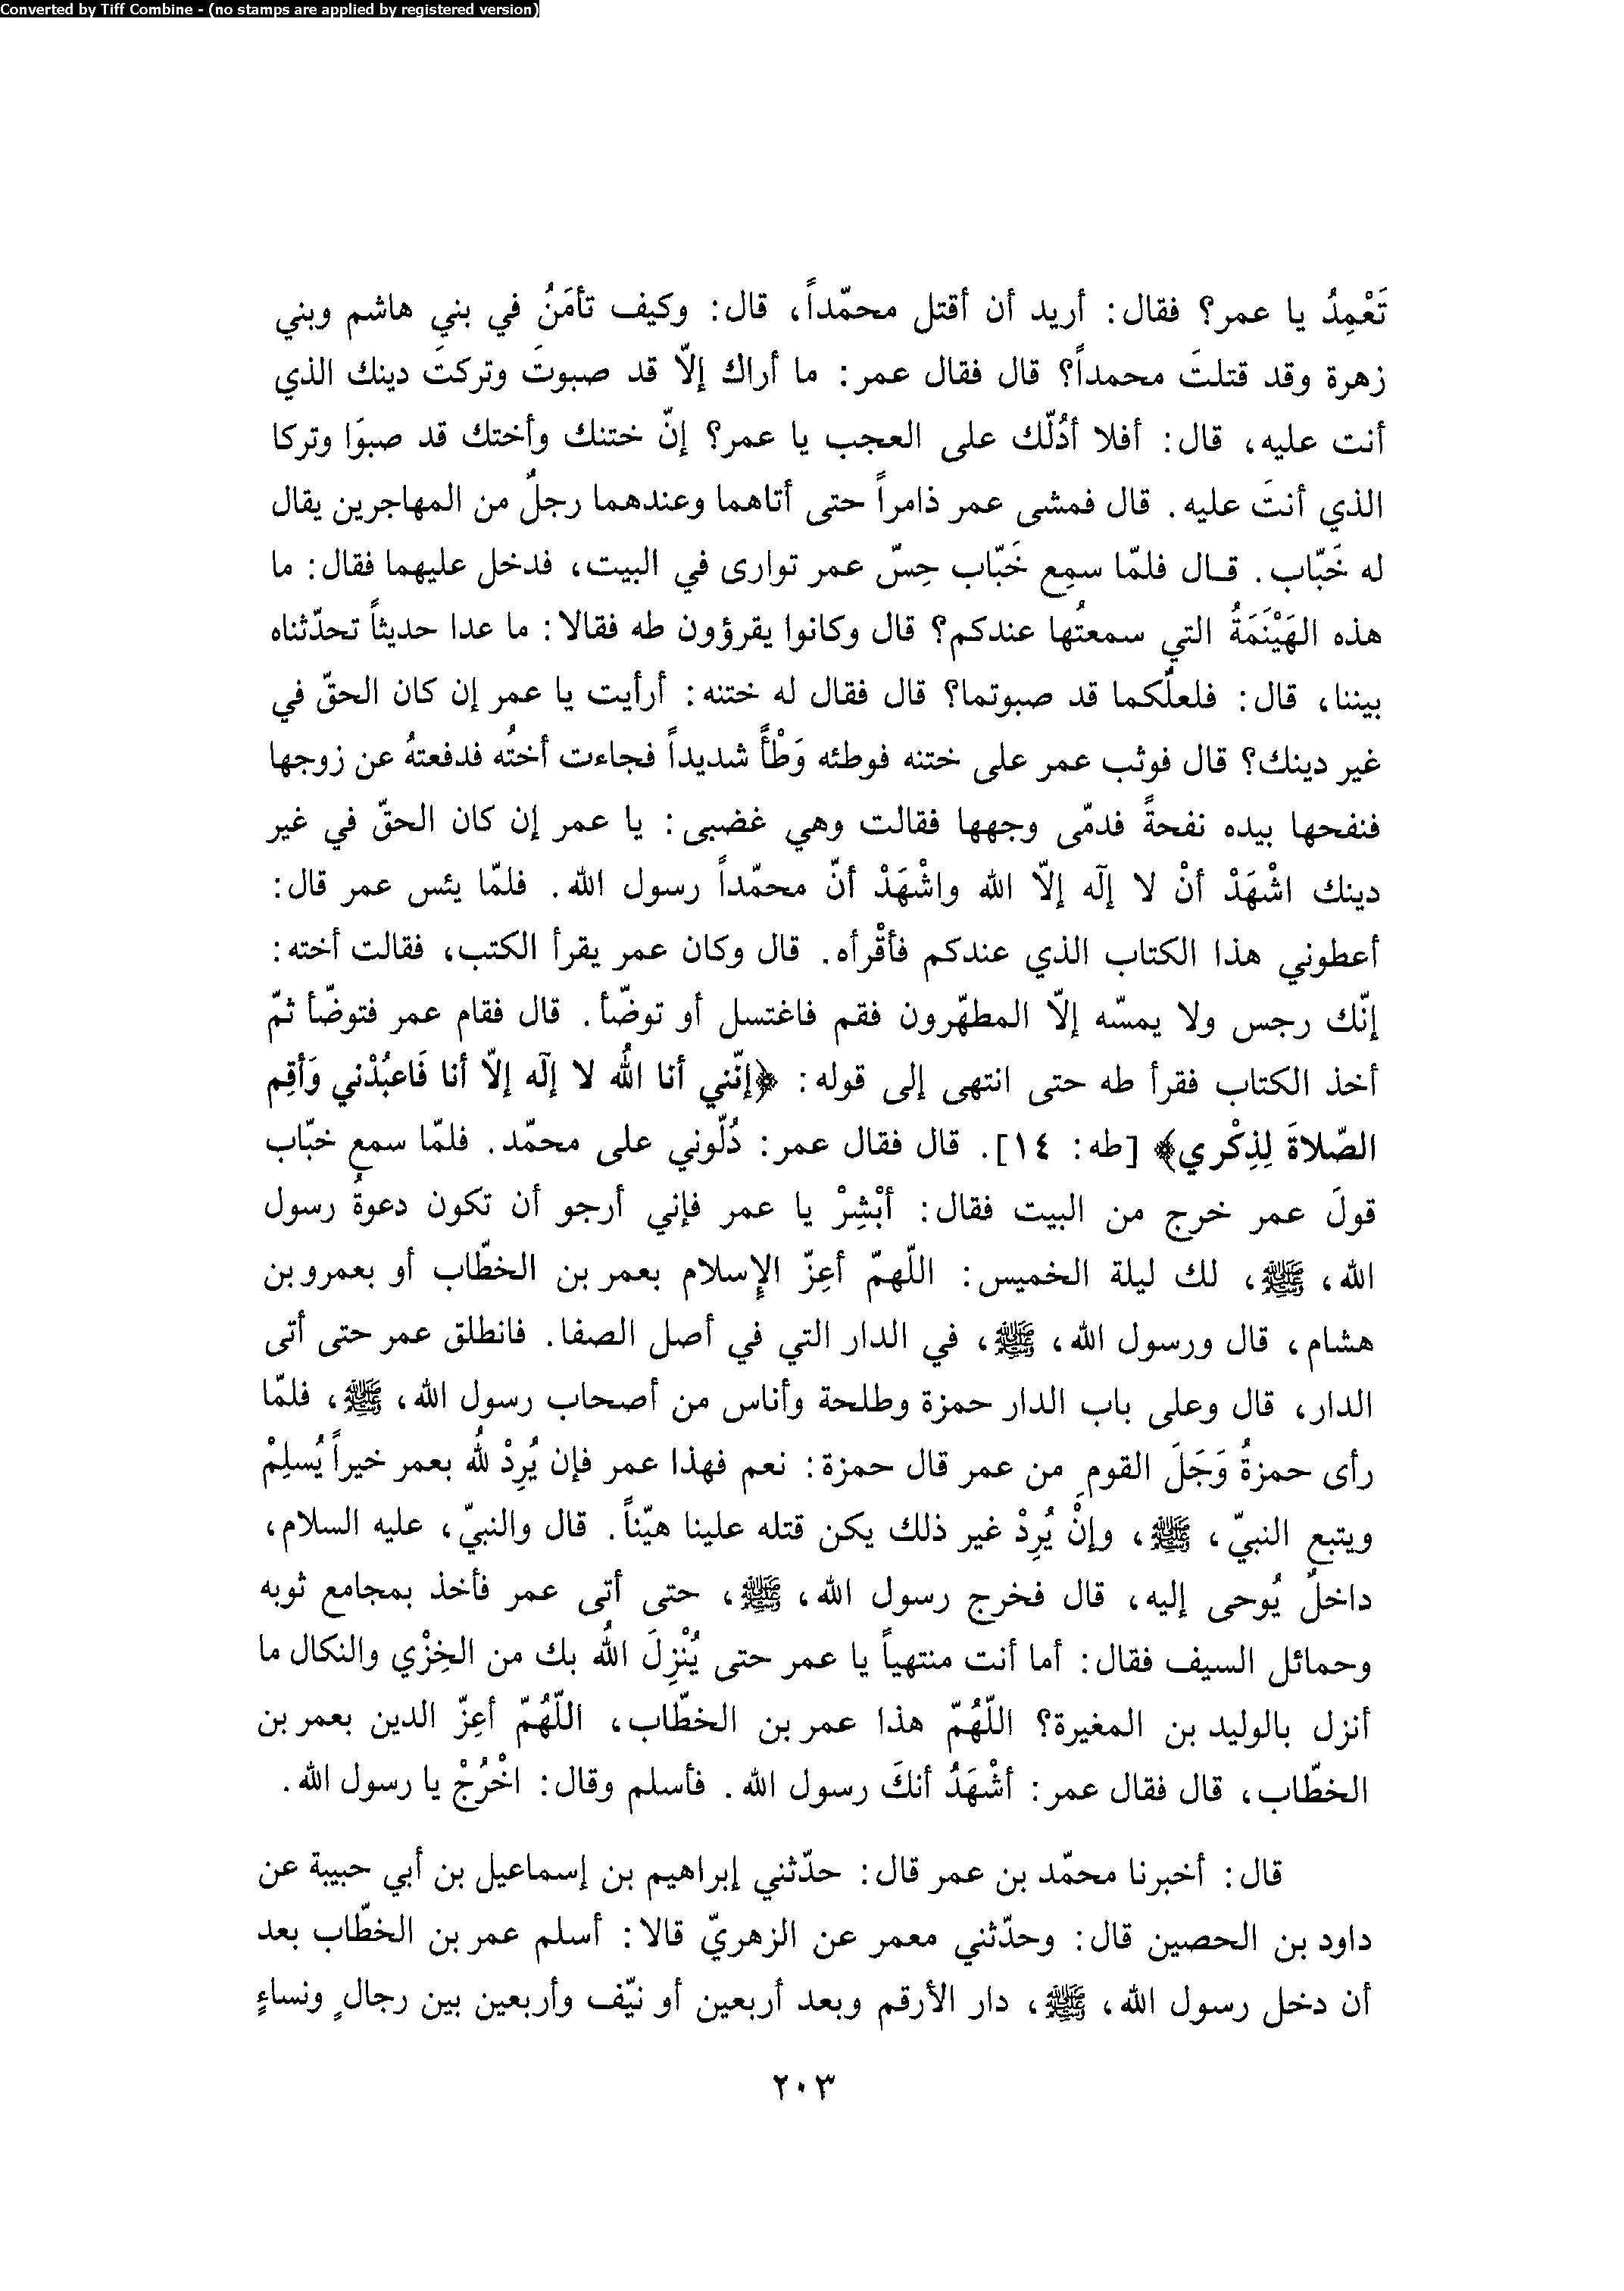 Converted by Tiff Combine - (no stamps are applied by registered version)
تَعْمِدُ يا عمر؟ فقال: أريد أن أقتل محمّداً، قال: وكيف تأمَنُ في بني هاشم وبني
زهرة وقد قتلتَ محمداً؟ قال فقال عمر: ما أراك إلاّ قد صبوتَ وتركتَ دينك الذي
أنت عليه، قال: أفلا أدُلّك على العجب يا عمر؟ إنّ ختنك وأختك قد صبوَا وتركا
الذي أنتَ عليه. قال فمشى عمر ذامراً حتى أتاهما وعندهما رجلٌ من المهاجرين يقال
له خَبّاب. قال فلمّا سمِع خَبّاب حِسّ عمر توارى في البيت، فدخل عليهما فقال: ما
هذه الهَيْنَمَةُ التي سمعتُها عندكم؟ قال وكانوا يقرؤون طه فقالا: ما عدا حديثاً تحدّثناه
بيننا، قال: فلعلّكما قد صبوتما؟ قال فقال له ختنه: أرأيت يا عمر إن كان الحقّ في
غير دينك؟ قال فوثب عمر على ختنه فوطئه وَطْأً شديداً فجاءت أختُه فدفعتهُ عن زوجها
فنفحها بيده نفحةً فدمّى وجهها فقالت وهي غضبى: يا عمر إن كان الحقّ في غير
دينك اشْهَدْ أنْ لا إلٓه إلاّ الله واشْهَدْ أنّ محمّداً رسول الله. فلمّا يئس عمر قال:
أعطوني هذا الكتاب الذي عندكم فأقْرأه. قال وكان عمر يقرأ الكتب، فقالت أخته:
إنّك رجس ولا يمسّه إلاّ المطهّرون فقم فاغتسل أو توضّأ. قال فقام عمر فتوضّأ ثمّ
أخذ الكتاب فقرأ طه حتى انتهى إلى قوله: ﴿إنّني أنا اللهُ لا إلٓه إلاّ أنا فَاعبُدْني وَأقِم
الصّلاةَ لِذِكْري﴾ [طه: ١٤]. قال فقال عمر: دُلّوني على محمّد. فلمّا سمع خبّاب
قولَ عمر خرج من البيت فقال: أبْشِرْ يا عمر فإني أرجو أن تكون دعوةُ رسول
الله، ﷺ، لك ليلة الخميس: اللّهمّ أعِزّ الإسلام بعمر بن الخطّاب أو بعمرو بن
هشام، قال ورسول الله، ﷺ، في الدار التي في أصل الصفا. فانطلق عمر حتى أتى
الدار، قال وعلى باب الدار حمزة وطلحة وأناس من أصحاب رسول الله، ﷺ، فلمّا
رأى حمزةُ وَجَلَ القومِ من عمر قال حمزة: نعم فهذا عمر فإن يُرِدْ للهُ بعمر خيراً يُسلِمْ
ويتبع النبيّ، ﷺ، وإنْ يُرِدْ غير ذلك يكن قتله علينا هيّناً. قال والنبيّ، عليه السلام،
داخلٌ يُوحى إليه، قال فخرج رسول الله، ﷺ، حتى أتى عمر فأخذ بمجامع ثوبه
وحمائل السيف فقال: أما أنت منتهياً يا عمر حتى يُنْزِلَ اللهُ بك من الخِزْي والنكال ما
أنزل بالوليد بن المغيرة؟ اللّهُمّ هذا عمر بن الخطّاب، اللّهُمّ أعِزّ الدين بعمر بن
الخطّاب، قال فقال عمر: أشْهَدُ أنكَ رسول الله. فأسلم وقال: اخْرُجْ يا رسول الله.
قال: أخبرنا محمّد بن عمر قال: حدّثني إبراهيم بن إسماعيل بن أبي حبيبة عن
داود بن الحصين قال: وحدّثني معمر عن الزهريّ قالا: أسلم عمر بن الخطّاب بعد
أن دخل رسول الله، ﷺ، دار الأرقم وبعد أربعين أو نيّف وأربعين بين رجالٍ ونساءٍ
٢٠٣